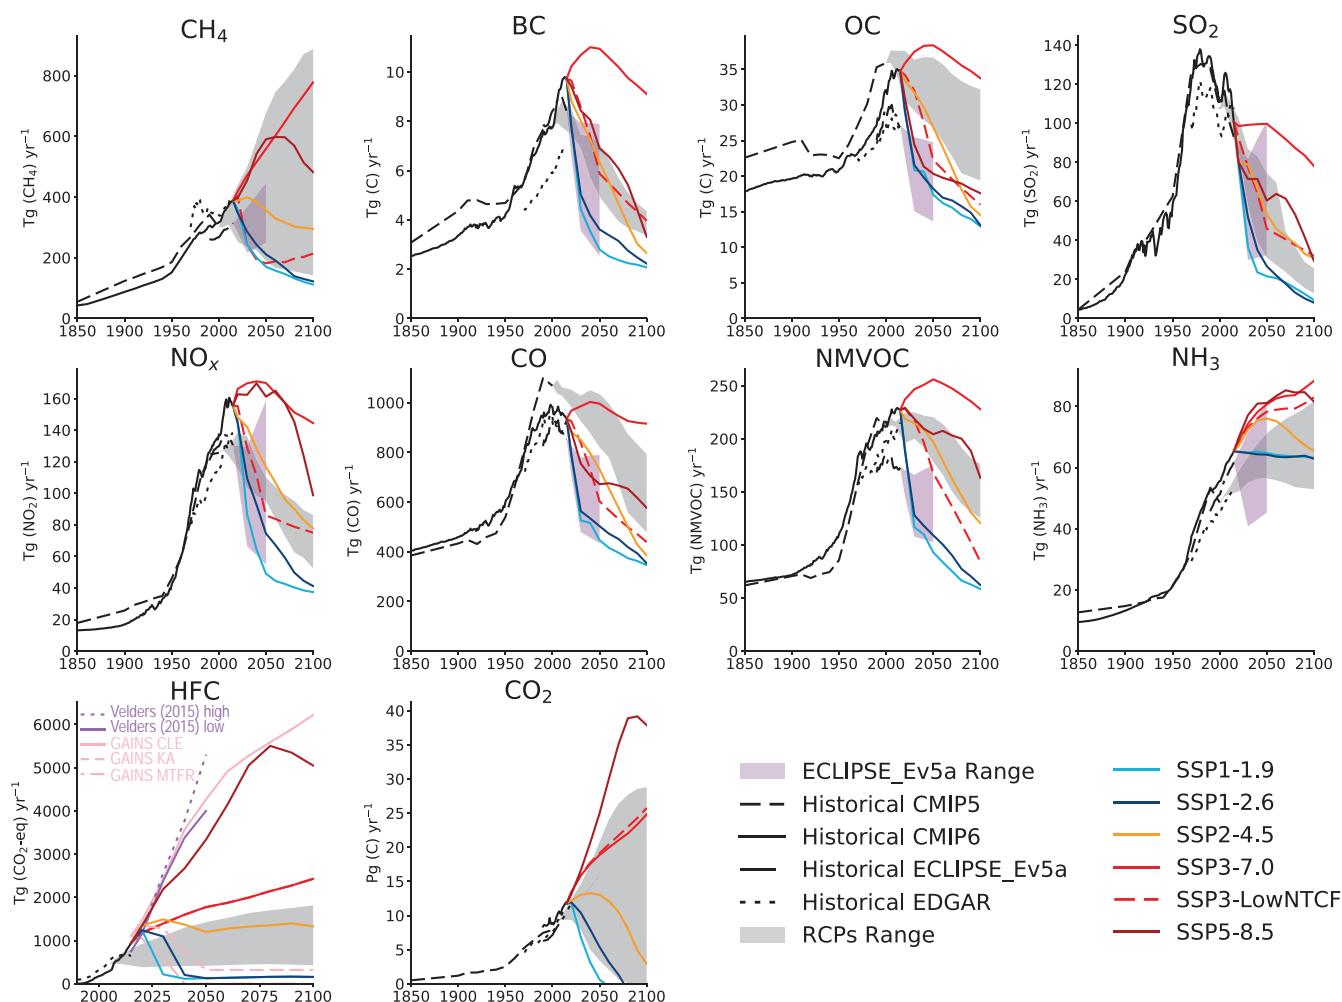 CH₄
BC
OC
SO₂
Tg (CH₄) yr⁻¹
800
600
400
200
0
1850 1900 1950 2000 2050 2100
Tg (C) yr⁻¹
10
8
6
4
2
0
1850 1900 1950 2000 2050 2100
Tg (C) yr⁻¹
35
30
25
20
15
10
5
0
1850 1900 1950 2000 2050 2100
Tg (SO₂) yr⁻¹
140
120
100
80
60
40
20
0
1850 1900 1950 2000 2050 2100
NOₓ
CO
NMVOC
NH₃
Tg (NO₂) yr⁻¹
160
140
120
100
80
60
40
20
0
1850 1900 1950 2000 2050 2100
Tg (CO) yr⁻¹
1000
800
600
400
200
0
1850 1900 1950 2000 2050 2100
Tg (NMVOC) yr⁻¹
250
200
150
100
50
0
1850 1900 1950 2000 2050 2100
Tg (NH₃) yr⁻¹
80
60
40
20
0
1850 1900 1950 2000 2050 2100
HFC
CO₂
Velders (2015) high
Velders (2015) low
GAINS CLE
GAINS KA
GAINS MTFR
Tg (CO₂-eq) yr⁻¹
6000
5000
4000
3000
2000
1000
0
2000 2025 2050 2075 2100
Pg (C) yr⁻¹
40
35
30
25
20
15
10
5
0
1850 1900 1950 2000 2050 2100
ECLIPSE_Ev5a Range
Historical CMIP5
Historical CMIP6
Historical ECLIPSE_Ev5a
Historical EDGAR
RCPs Range
SSP1-1.9
SSP1-2.6
SSP2-4.5
SSP3-7.0
SSP3-LowNTCF
SSP5-8.5